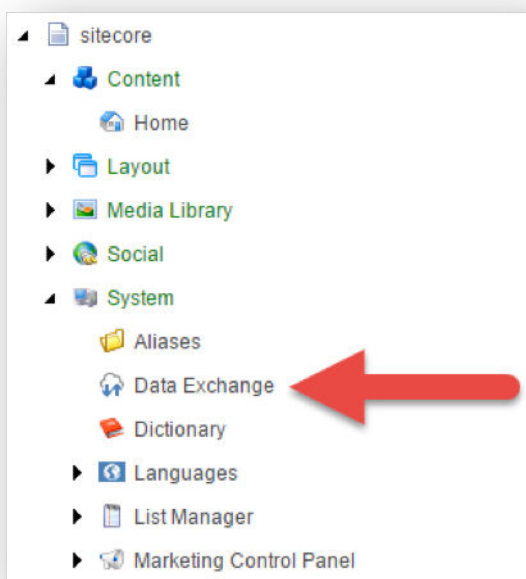 sitecore
Content
Home
Layout
Media Library
Social
System
Aliases
Data Exchange
Dictionary
Languages
List Manager
Marketing Control Panel